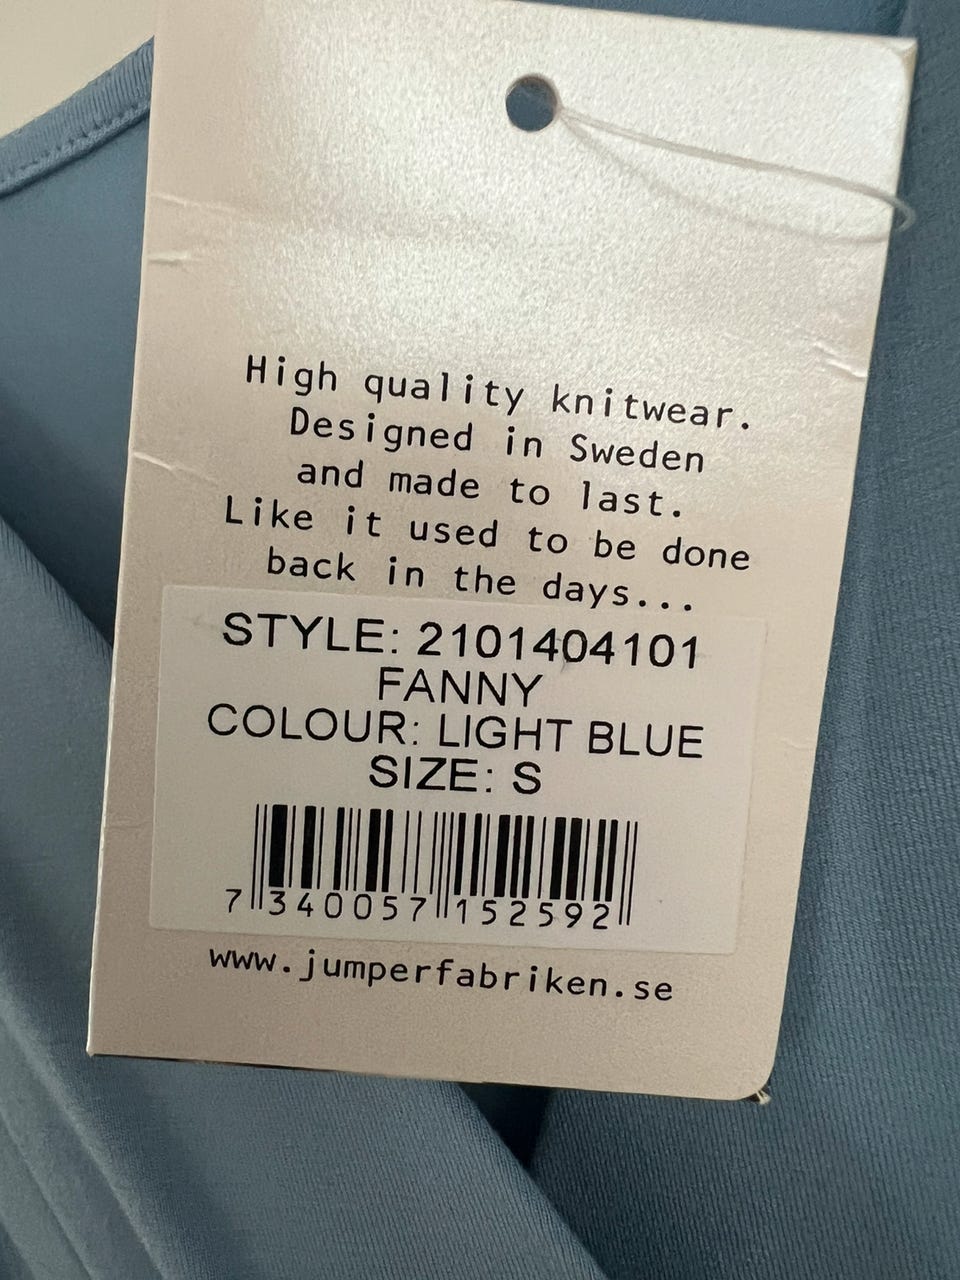 High quality knitwear.
Designed in Sweden
and made to last.
Like it used to be done
back in the days...
STYLE: 2101404101
FANNY
COLOUR: LIGHT BLUE
SIZE: S
7 340057 152592
www.jumperfabriken.se